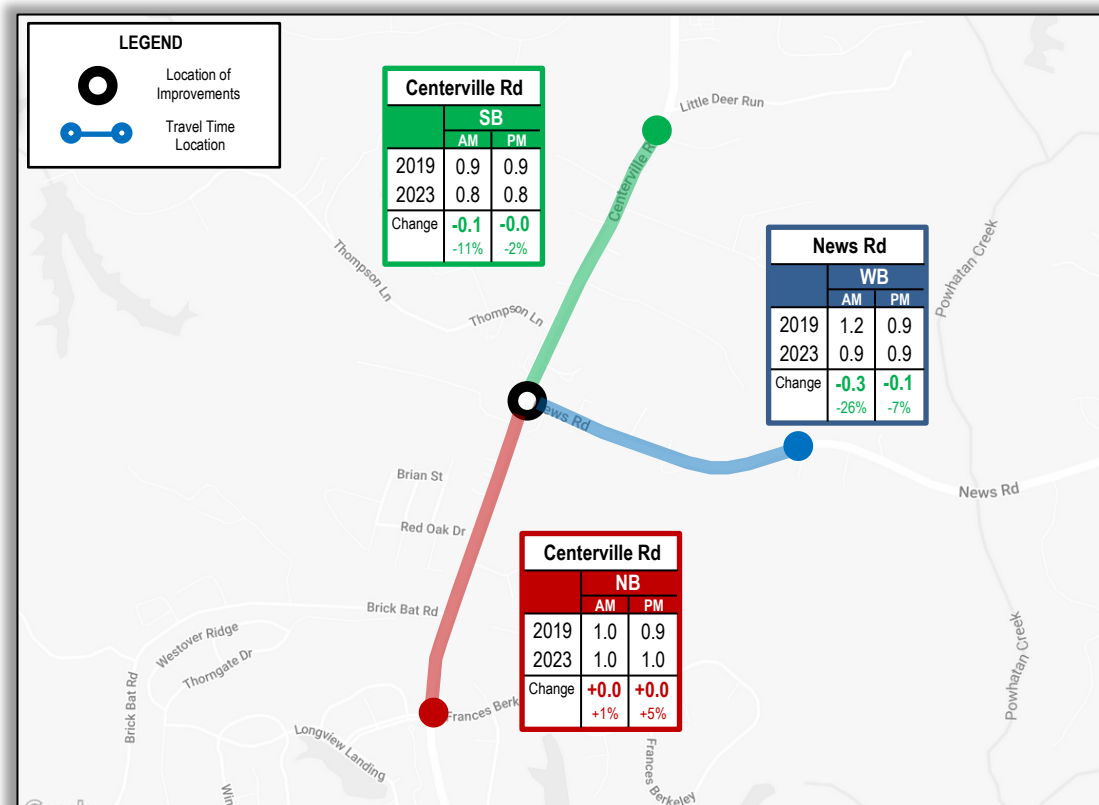 LEGEND
Location of
Improvements
Travel Time
Location
Centerville Rd
SB
AM PM
2019 0.9 0.9
2023 0.8 0.8
Change -0.1 -0.0
-11% -2%
Little Deer Run
Centerville R
News Rd
WB
AM PM
2019 1.2 0.9
2023 0.9 0.9
Change -0.3 -0.1
-26% -7%
Powhatan Creek
Thompson Ln
Thompson Ln
ews Rd
News Rd
Brian St
Red Oak Dr
Centerville Rd
NB
AM PM
2019 1.0 0.9
2023 1.0 1.0
Change +0.0 +0.0
+1% +5%
Brick Bat Rd
Westover Ridge
Thorngate Dr
Brick Bat Rd
Frances Berk
Longview Landing
Powhatan Creek
Frances Berkeley
Win